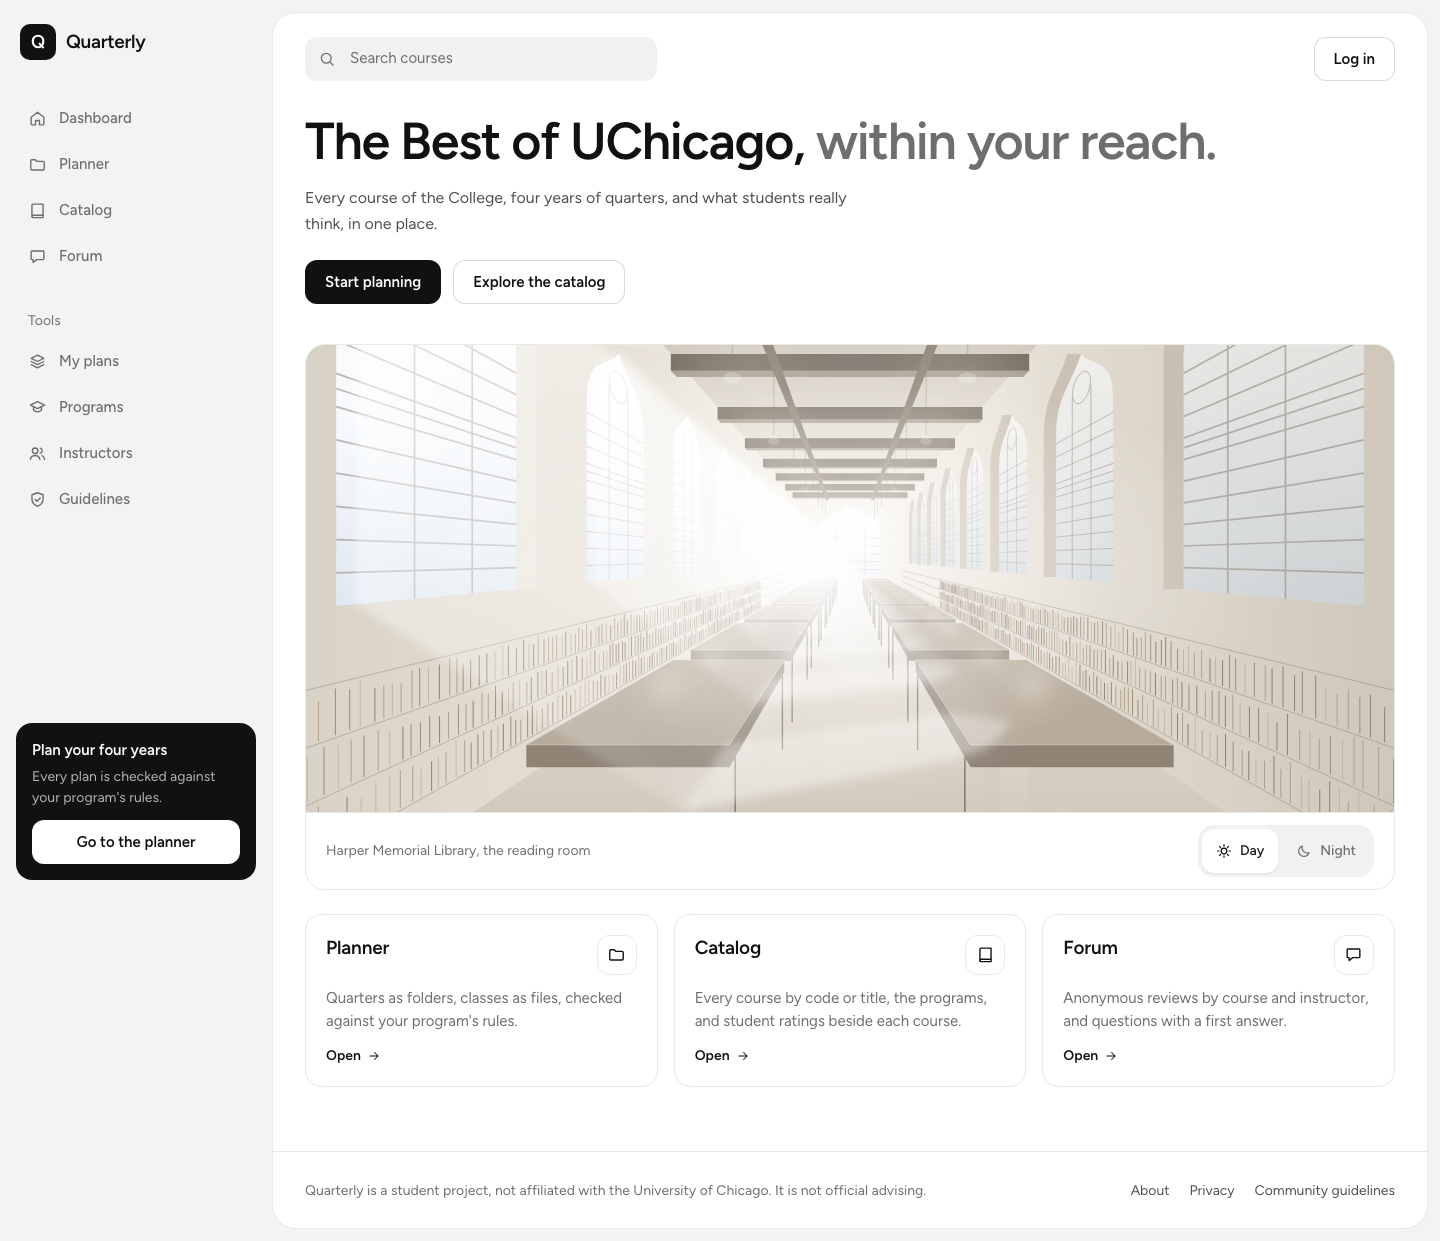 Q Quarterly
Dashboard
Planner
Catalog
Forum
Tools
My plans
Programs
Instructors
Guidelines
Plan your four years
Every plan is checked against
your program's rules.
Go to the planner
Search courses
Log in
The Best of UChicago, within your reach.
Every course of the College, four years of quarters, and what students really
think, in one place.
Start planning
Explore the catalog
Harper Memorial Library, the reading room
Day
Night
Planner
Quarters as folders, classes as files, checked
against your program's rules.
Open →
Catalog
Every course by code or title, the programs,
and student ratings beside each course.
Open →
Forum
Anonymous reviews by course and instructor,
and questions with a first answer.
Open →
Quarterly is a student project, not affiliated with the University of Chicago. It is not official advising.
About
Privacy
Community guidelines